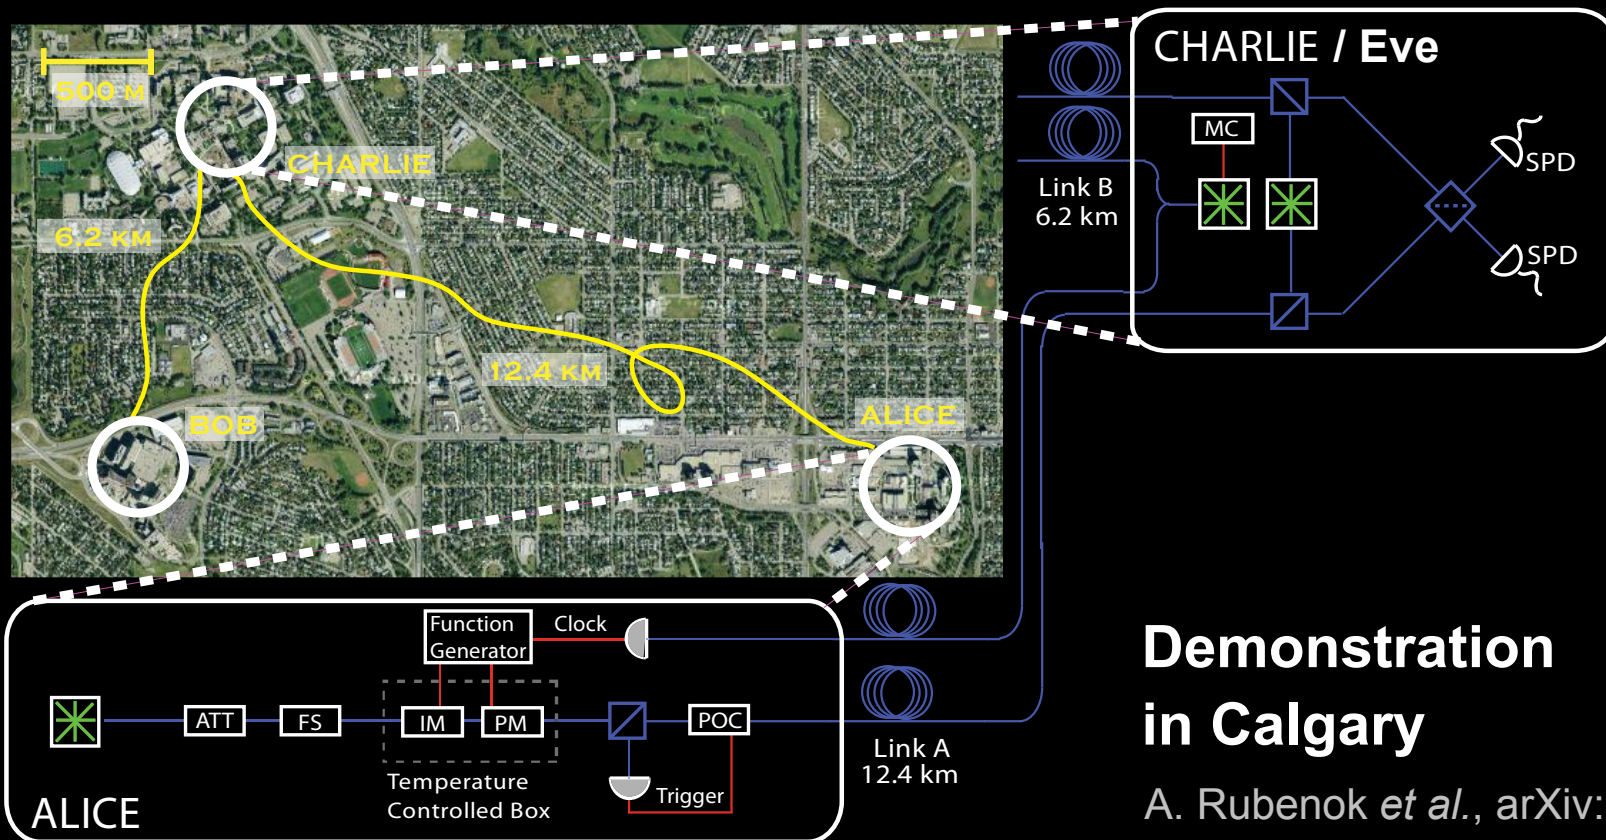 500 M
CHARLIE
6.2 KM
12.4 KM
BOB
ALICE
CHARLIE / Eve
MC
SPD
SPD
Link B
6.2 km
Function
Generator
Clock
ATT
FS
IM
PM
POC
Temperature
Controlled Box
Trigger
ALICE
Link A
12.4 km
Demonstration
in Calgary
A. Rubenok et al., arXiv: